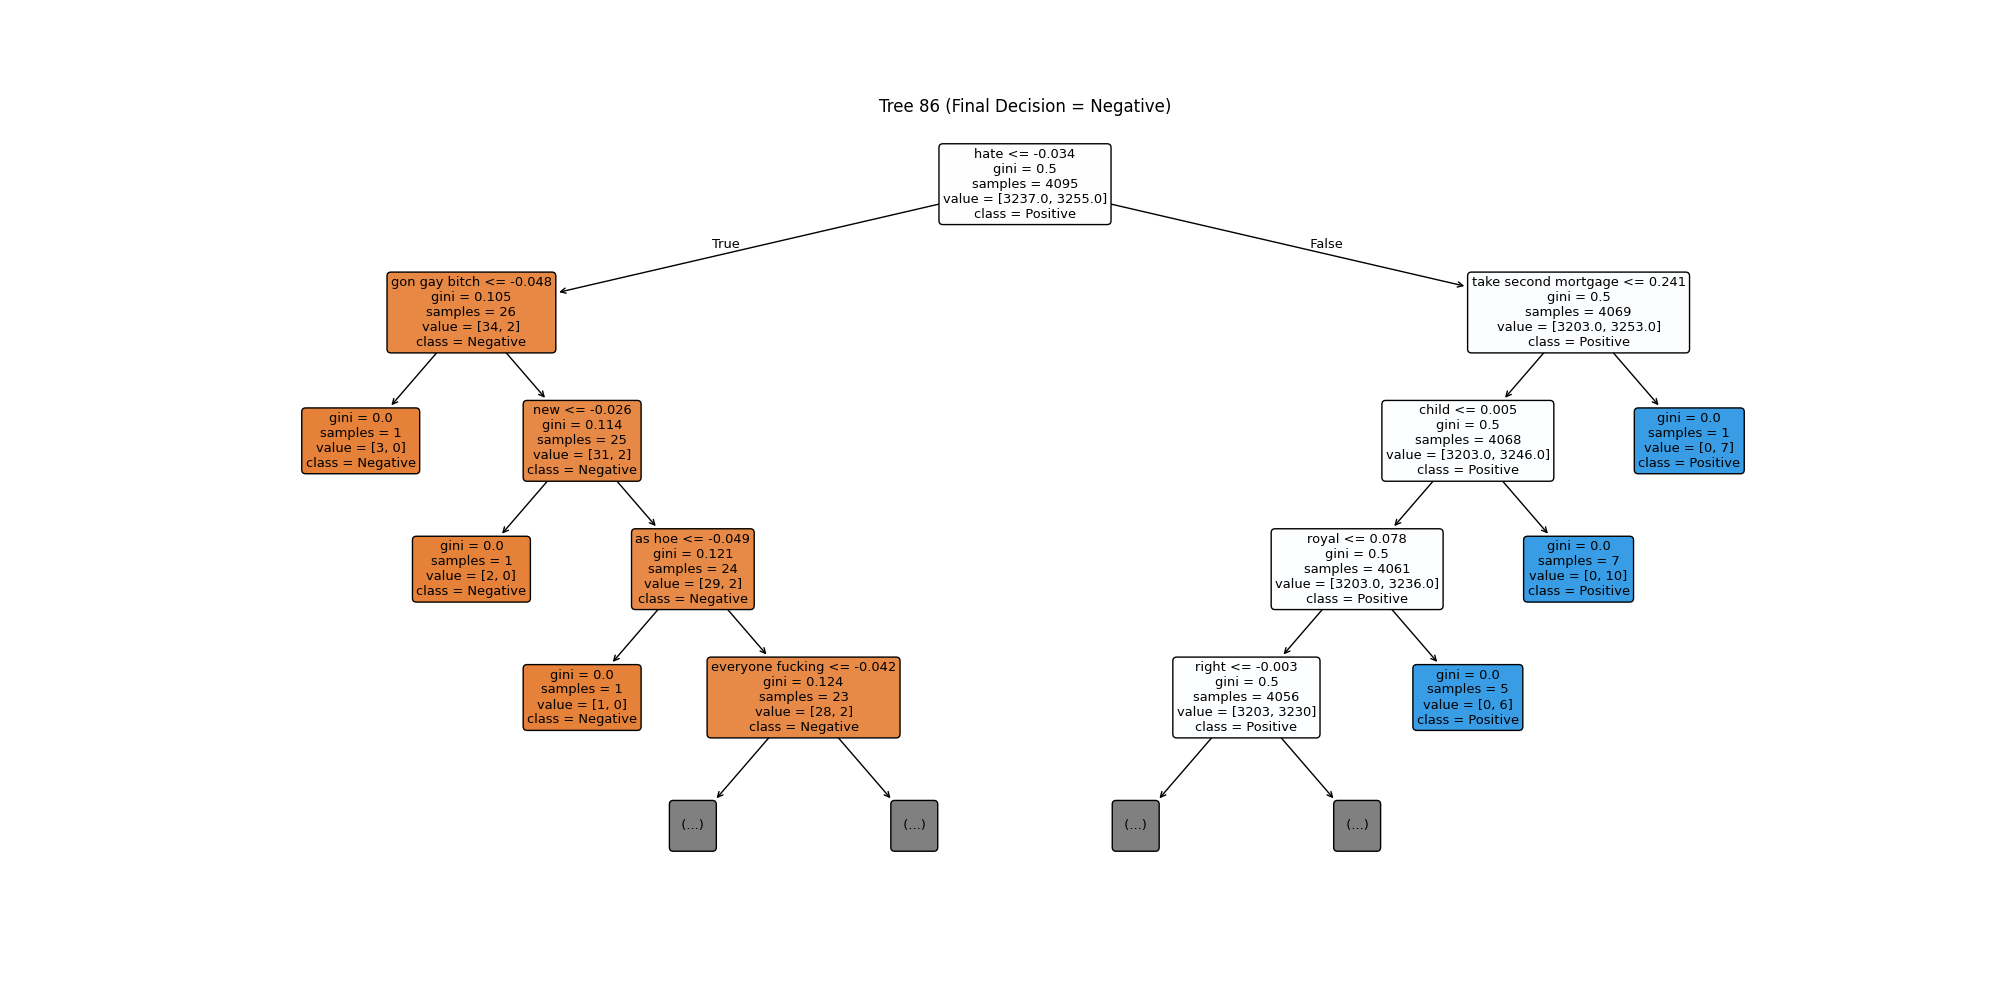 Tree 86 (Final Decision = Negative)
hate <= -0.034
gini = 0.5
samples = 4095
value = [3237.0, 3255.0]
class = Positive
True
False
gon gay bitch <= -0.048
gini = 0.105
samples = 26
value = [34, 2]
class = Negative
take second mortgage <= 0.241
gini = 0.5
samples = 4069
value = [3203.0, 3253.0]
class = Positive
gini = 0.0
samples = 1
value = [3, 0]
class = Negative
new <= -0.026
gini = 0.114
samples = 25
value = [31, 2]
class = Negative
child <= 0.005
gini = 0.5
samples = 4068
value = [3203.0, 3246.0]
class = Positive
gini = 0.0
samples = 1
value = [0, 7]
class = Positive
gini = 0.0
samples = 1
value = [2, 0]
class = Negative
as hoe <= -0.049
gini = 0.121
samples = 24
value = [29, 2]
class = Negative
royal <= 0.078
gini = 0.5
samples = 4061
value = [3203.0, 3236.0]
class = Positive
gini = 0.0
samples = 7
value = [0, 10]
class = Positive
gini = 0.0
samples = 1
value = [1, 0]
class = Negative
everyone fucking <= -0.042
gini = 0.124
samples = 23
value = [28, 2]
class = Negative
right <= -0.003
gini = 0.5
samples = 4056
value = [3203, 3230]
class = Positive
gini = 0.0
samples = 5
value = [0, 6]
class = Positive
(...)
(...)
(...)
(...)